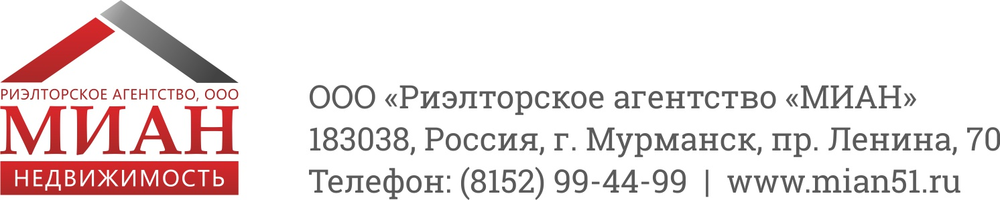 РИЭЛТОРСКОЕ АГЕНТСТВО, ООО
МИАН
НЕДВИЖИМОСТЬ
ООО «Риэлторское агентство «МИАН»
183038, Россия, г. Мурманск, пр. Ленина, 70
Телефон: (8152) 99-44-99 | www.mian51.ru